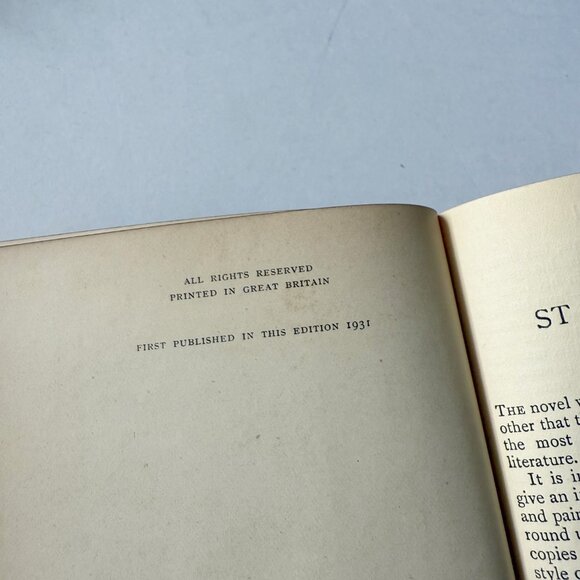 ALL RIGHTS RESERVED
PRINTED IN GREAT BRITAIN
FIRST PUBLISHED IN THIS EDITION 1931
ST
THE novel
other that
the most
literature.
It is
give an
and
round
copies
style